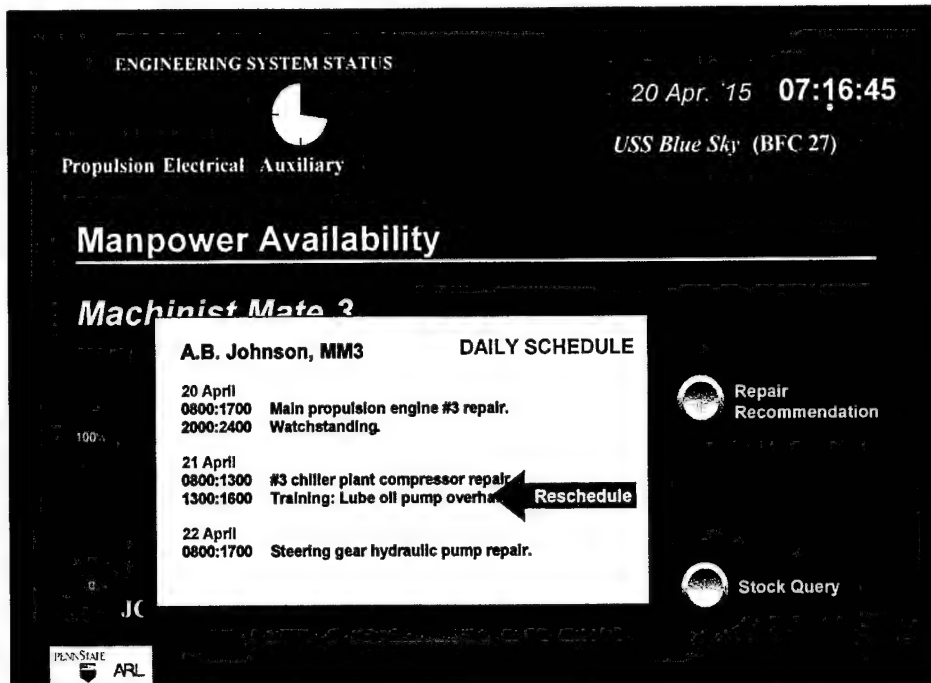 ENGINEERING SYSTEM STATUS
20 Apr. '15 07:16:45
USS Blue Sky (BFC 27)
Propulsion Electrical Auxiliary
Manpower Availability
Machinist Mate 3
A.B. Johnson, MM3 DAILY SCHEDULE
20 April
0800:1700 Main propulsion engine #3 repair.
2000:2400 Watchstanding.
21 April
0800:1300 #3 chiller plant compressor repair
1300:1600 Training: Lube oil pump Reschedule
22 April
0800:1700 Steering gear hydraulic pump repair.
Repair
Recommendation
100%
0
Stock Query
JO
PENNSTATE
ARL